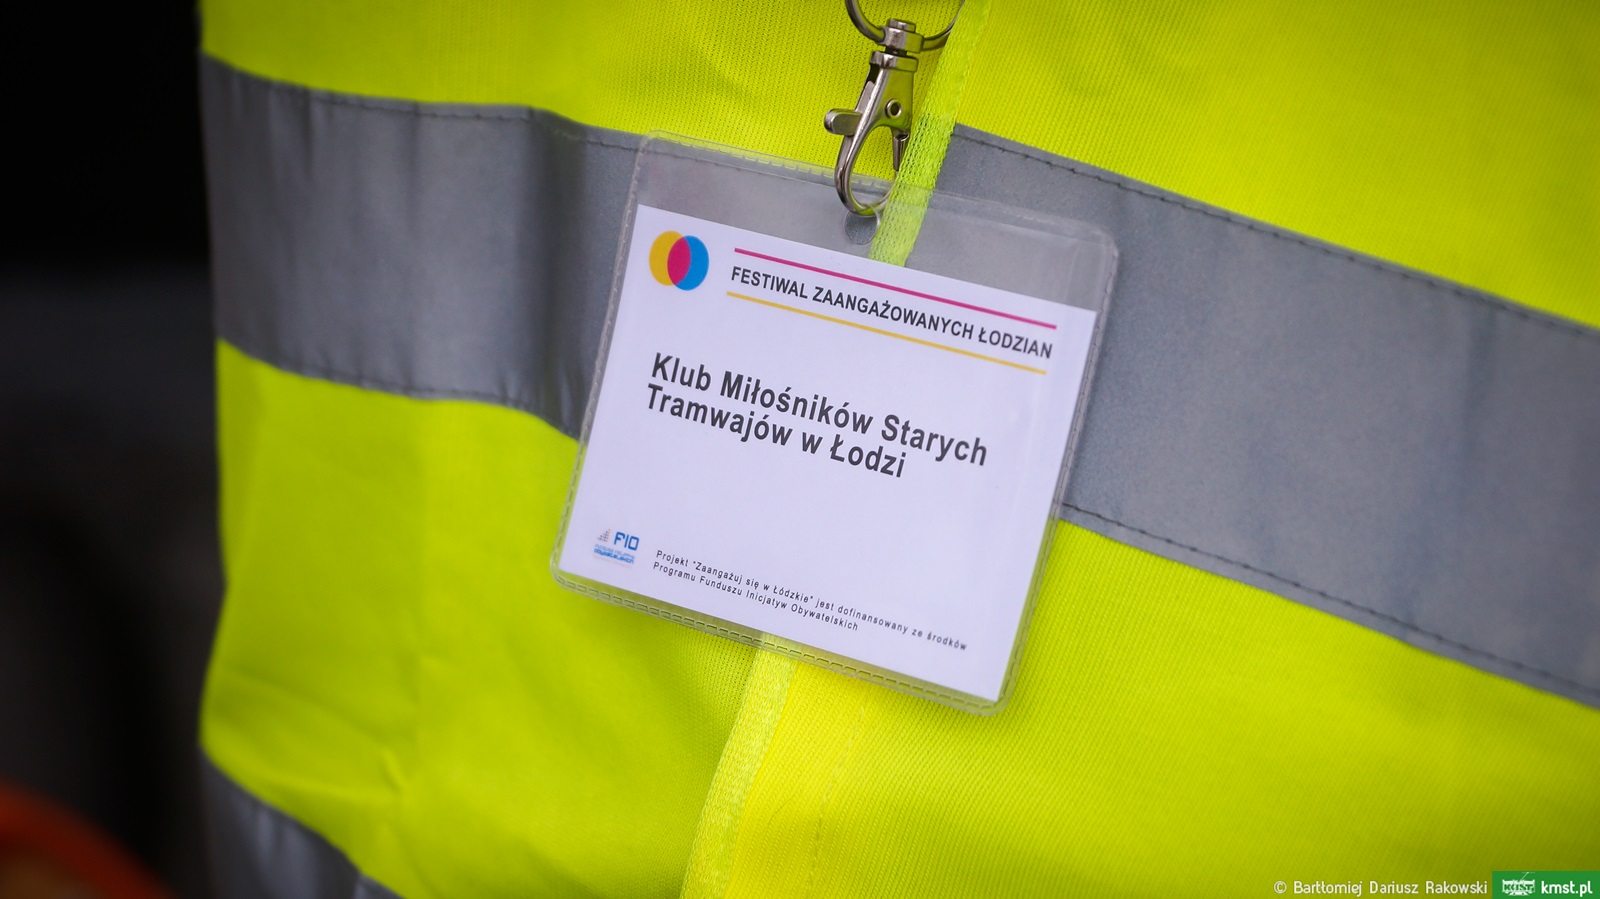 FESTIWAL ZAANGAŻOWANYCH ŁODZIAN
Klub Miłośników Starych
Tramwajów w Łodzi
FIO
Projekt "Zaangażuj się w Łódzkie" jest dofinansowany ze środków
Programu Funduszu Inicjatyw Obywatelskich
© Bartłomiej Dariusz Rakowski
kmst.pl